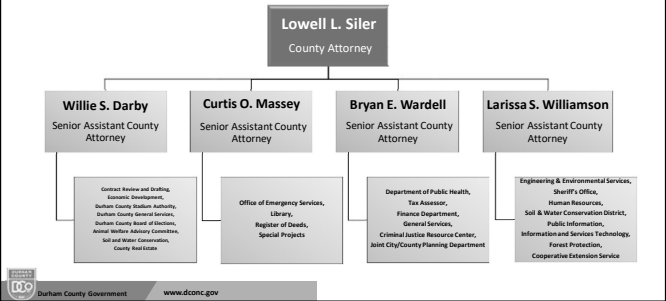 Lowell L. Siler
County Attorney
Willie S. Darby
Senior Assistant County
Attorney
Curtis O. Massey
Senior Assistant County
Attorney
Bryan E. Wardell
Senior Assistant County
Attorney
Larissa S. Williamson
Senior Assistant County
Attorney
Contract Review and Drafting,
Economic Development,
Durham County Stadium Authority,
Durham County General Services,
Durham County Board of Elections,
Animal Welfare Advisory Committee,
Soil and Water Conservation,
County Real Estate
Office of Emergency Services,
Library,
Register of Deeds,
Special Projects
Department of Public Health,
Tax Assessor,
Finance Department,
General Services,
Criminal Justice Resource Center,
Joint City/County Planning Department
Engineering & Environmental Services,
Sheriff's Office,
Human Resources,
Soil & Water Conservation District,
Public Information,
Information and Services Technology,
Forest Protection,
Cooperative Extension Service
DURHAM
COUNTY
DCO
Durham County Government www.dconc.gov